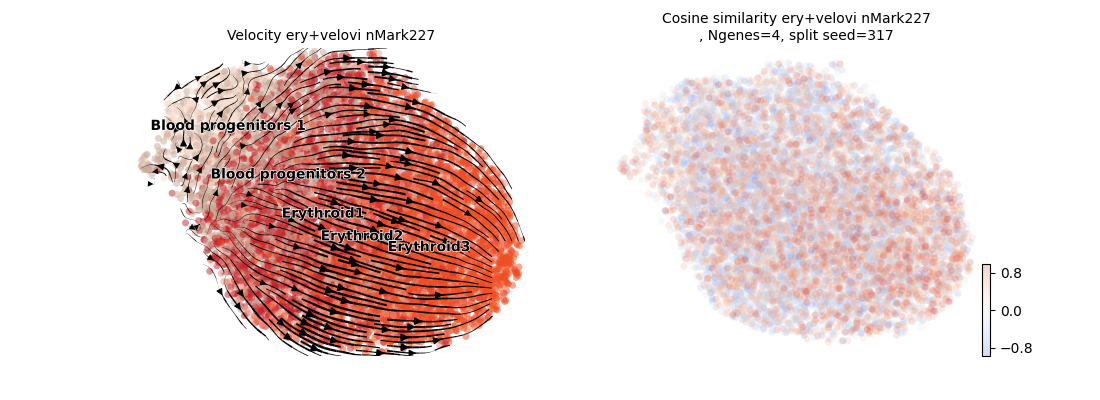 Velocity ery+velovi nMark227
Blood progenitors 1
Blood progenitors 2
Erythroid1
Erythroid2
Erythroid3
Cosine similarity ery+velovi nMark227
, Ngenes=4, split seed=317
0.8
0.0
−0.8